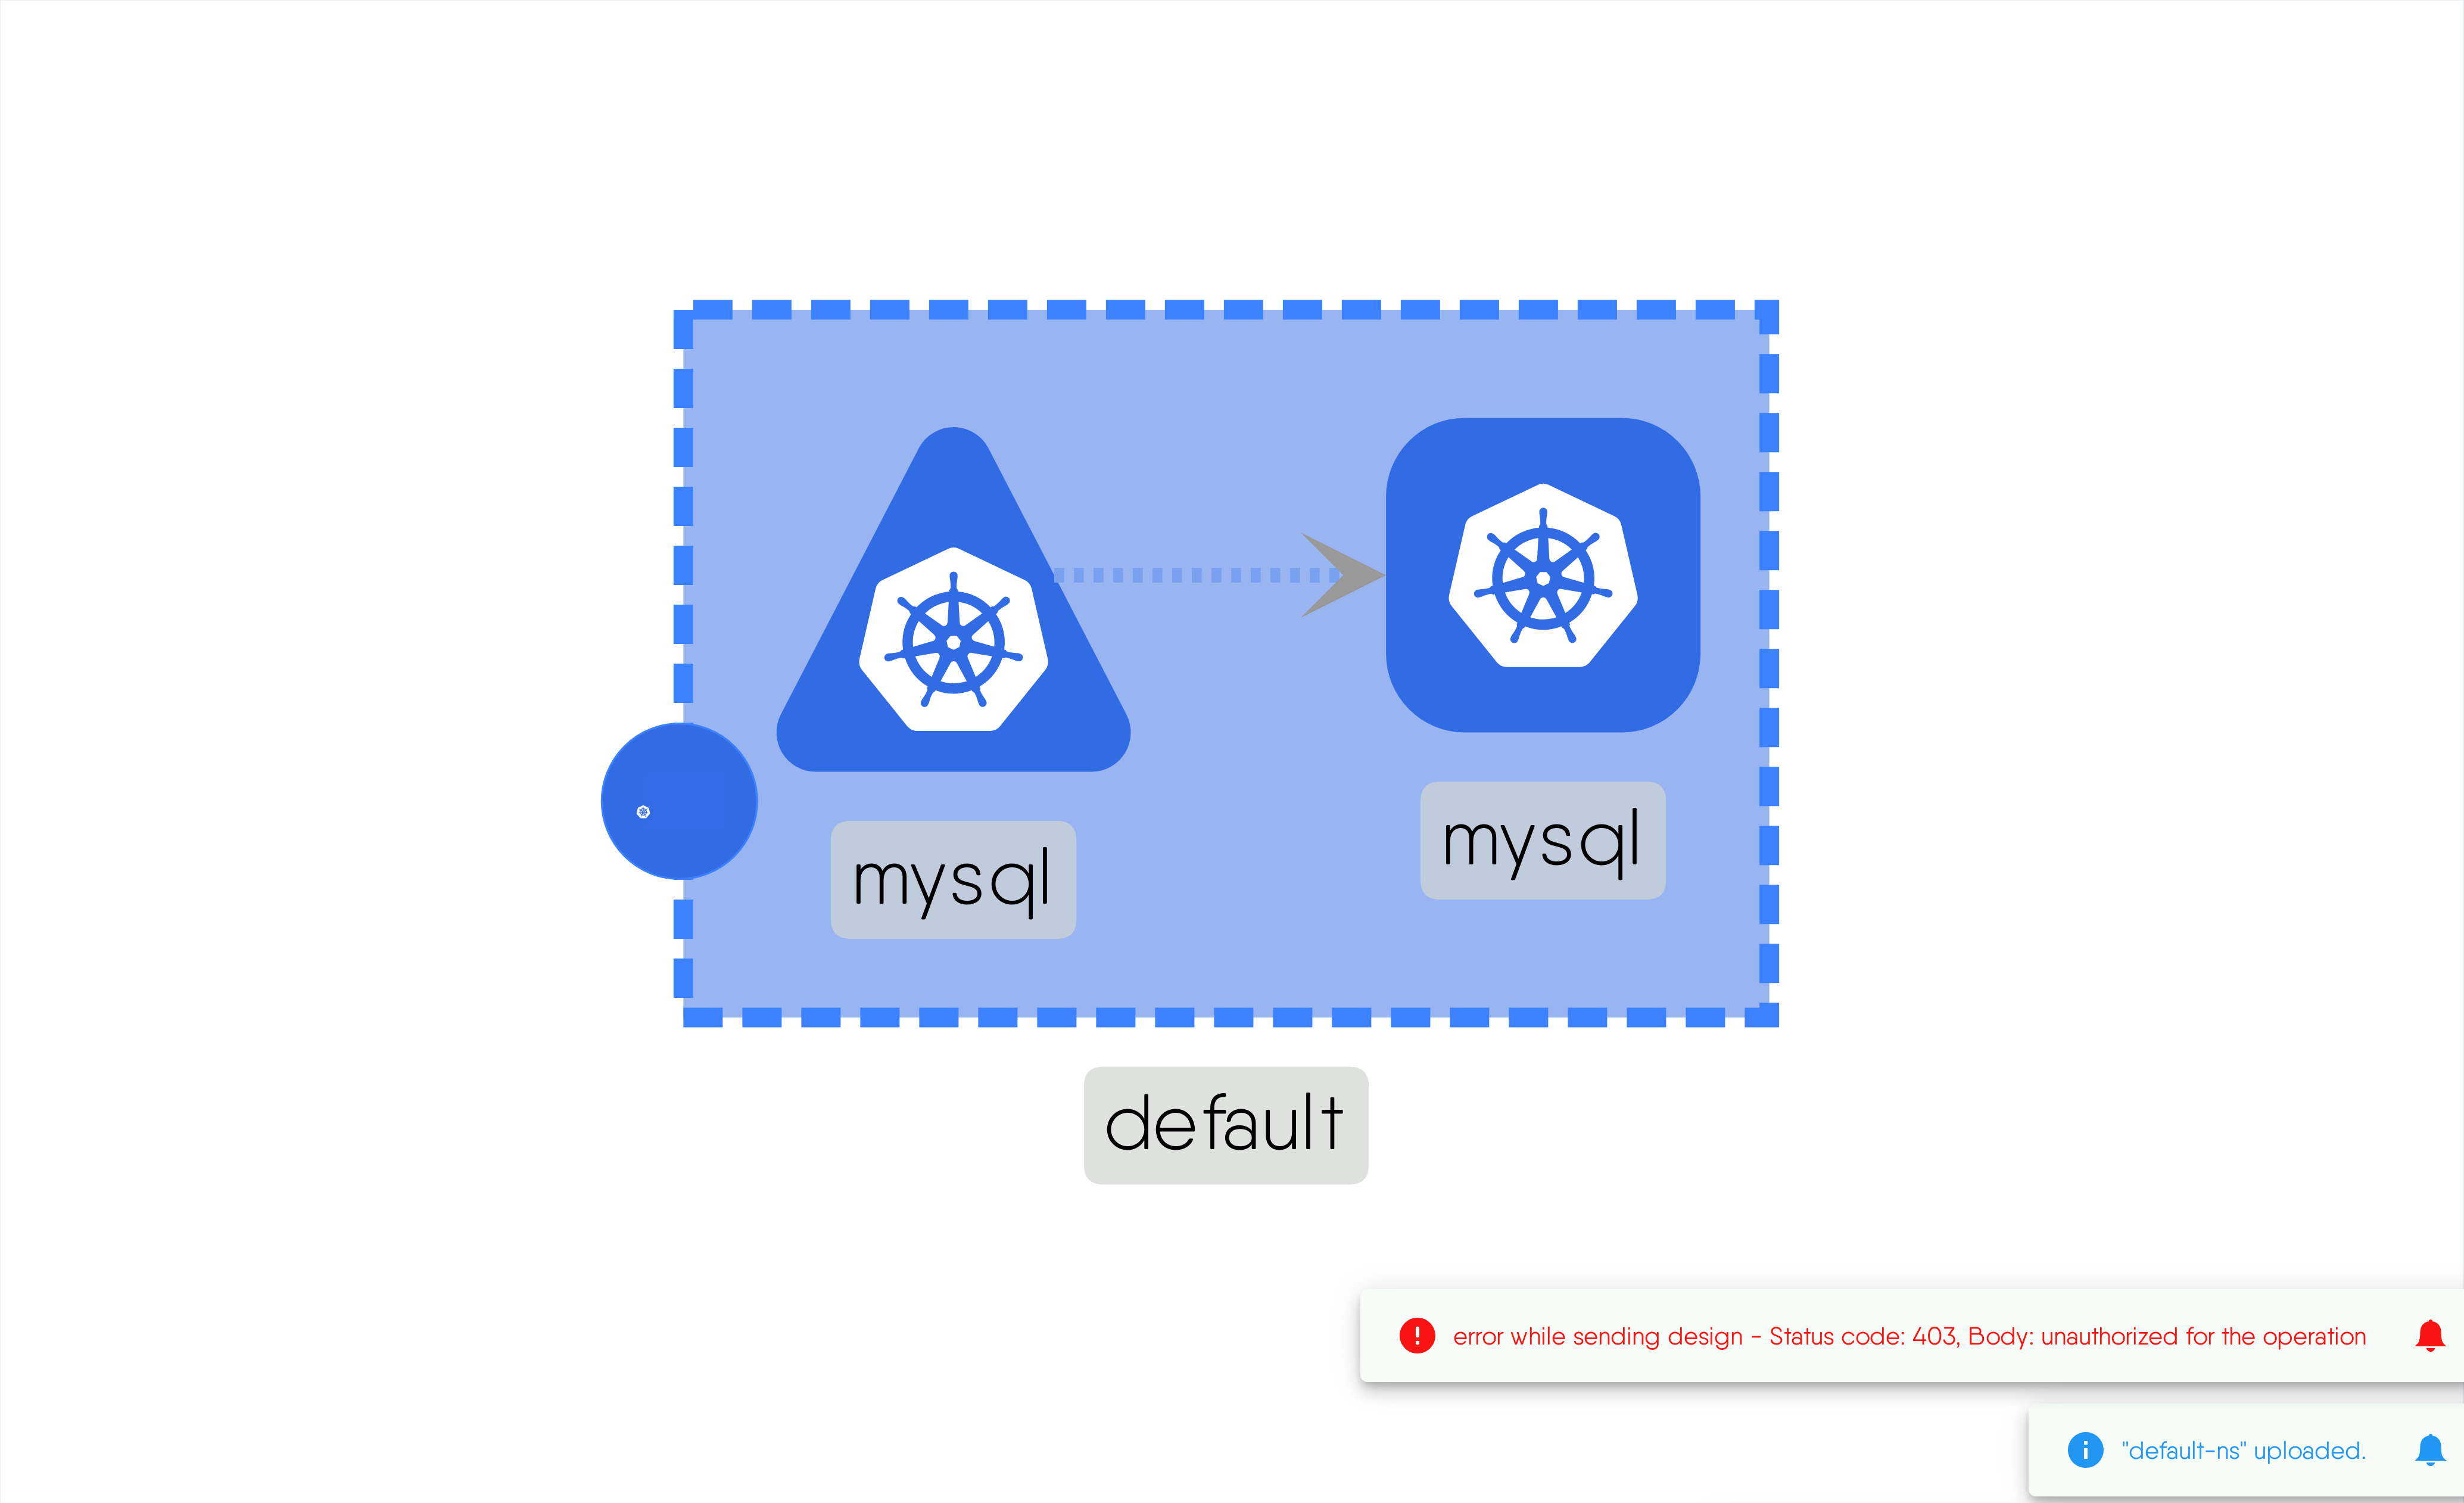 mysql
mysql
default
error while sending design - Status code: 403, Body: unauthorized for the operation
"default-ns" uploaded.